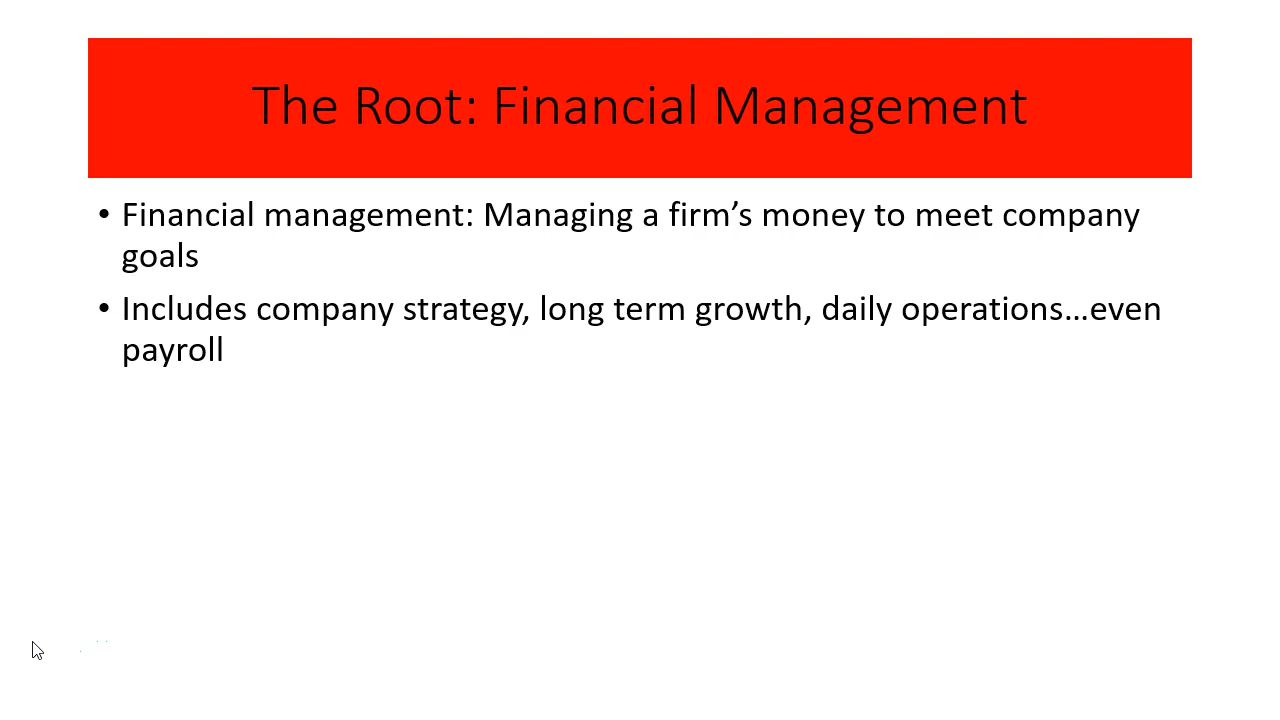 The Root: Financial Management
• Financial management: Managing a firm’s money to meet company
goals
• Includes company strategy, long term growth, daily operations…even
payroll